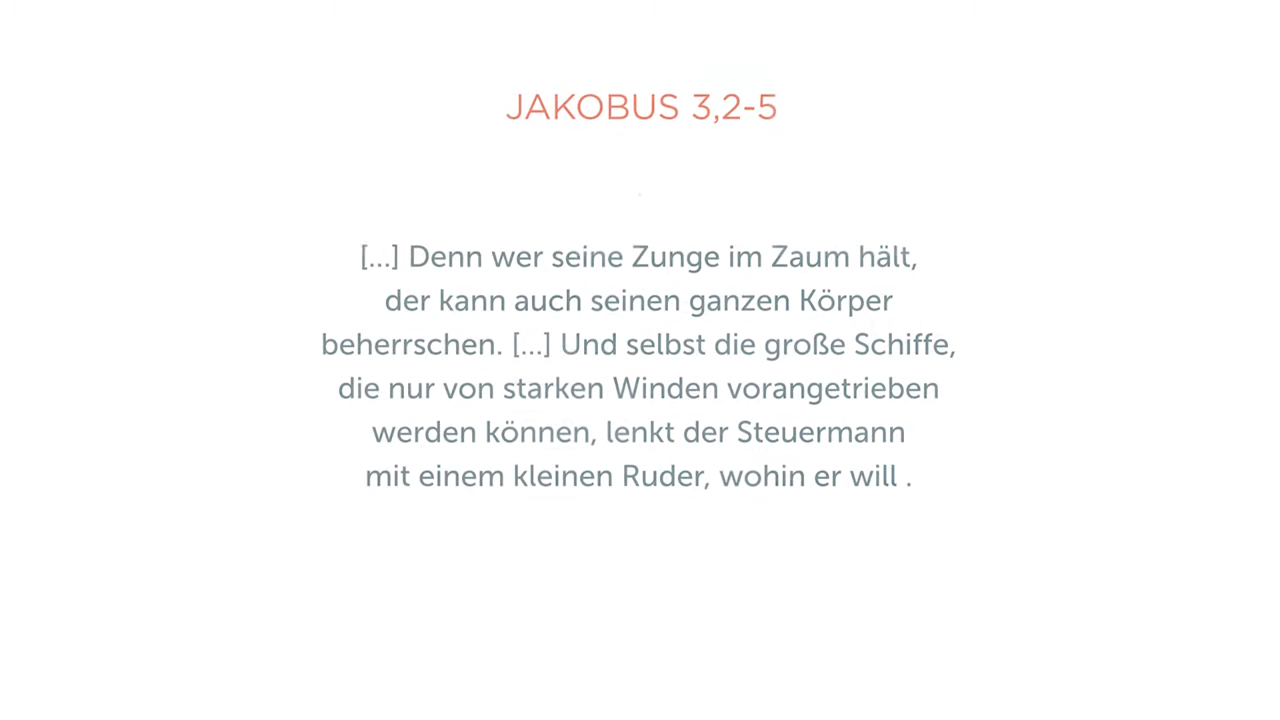 JAKOBUS 3,2-5
[...] Denn wer seine Zunge im Zaum hält,
der kann auch seinen ganzen Körper
beherrschen. [...] Und selbst die große Schiffe,
die nur von starken Winden vorangetrieben
werden können, lenkt der Steuermann
mit einem kleinen Ruder, wohin er will .